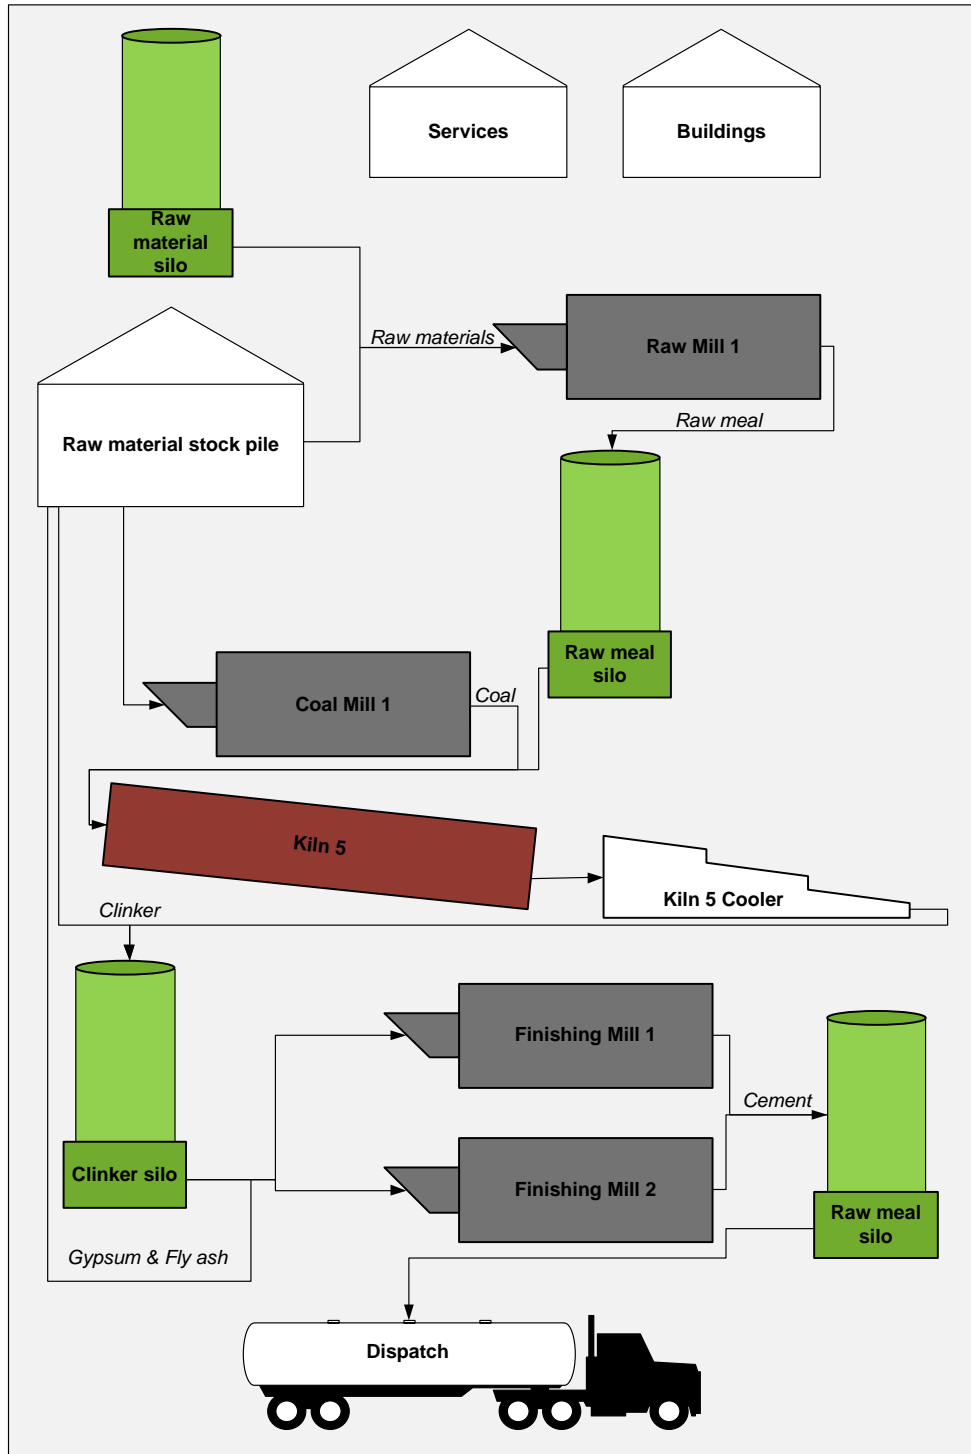 Services
Buildings
Raw
material
silo
Raw materials
Raw Mill 1
Raw meal
Raw material stock pile
Raw meal
silo
Coal
Coal Mill 1
Kiln 5
Kiln 5 Cooler
Clinker
Finishing Mill 1
Cement
Clinker silo
Finishing Mill 2
Raw meal
silo
Gypsum & Fly ash
Dispatch